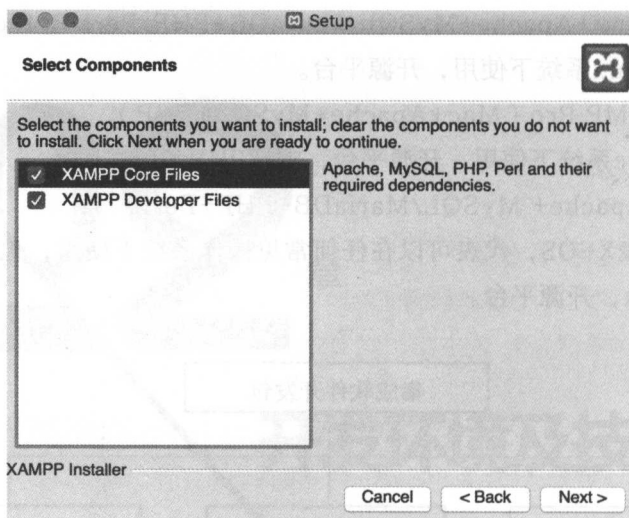 Setup
Select Components
Select the components you want to install; clear the components you do not want
to install. Click Next when you are ready to continue.
XAMPP Core Files
XAMPP Developer Files
Apache, MySQL, PHP, Perl and their
required dependencies.
XAMPP Installer
Cancel
< Back
Next >